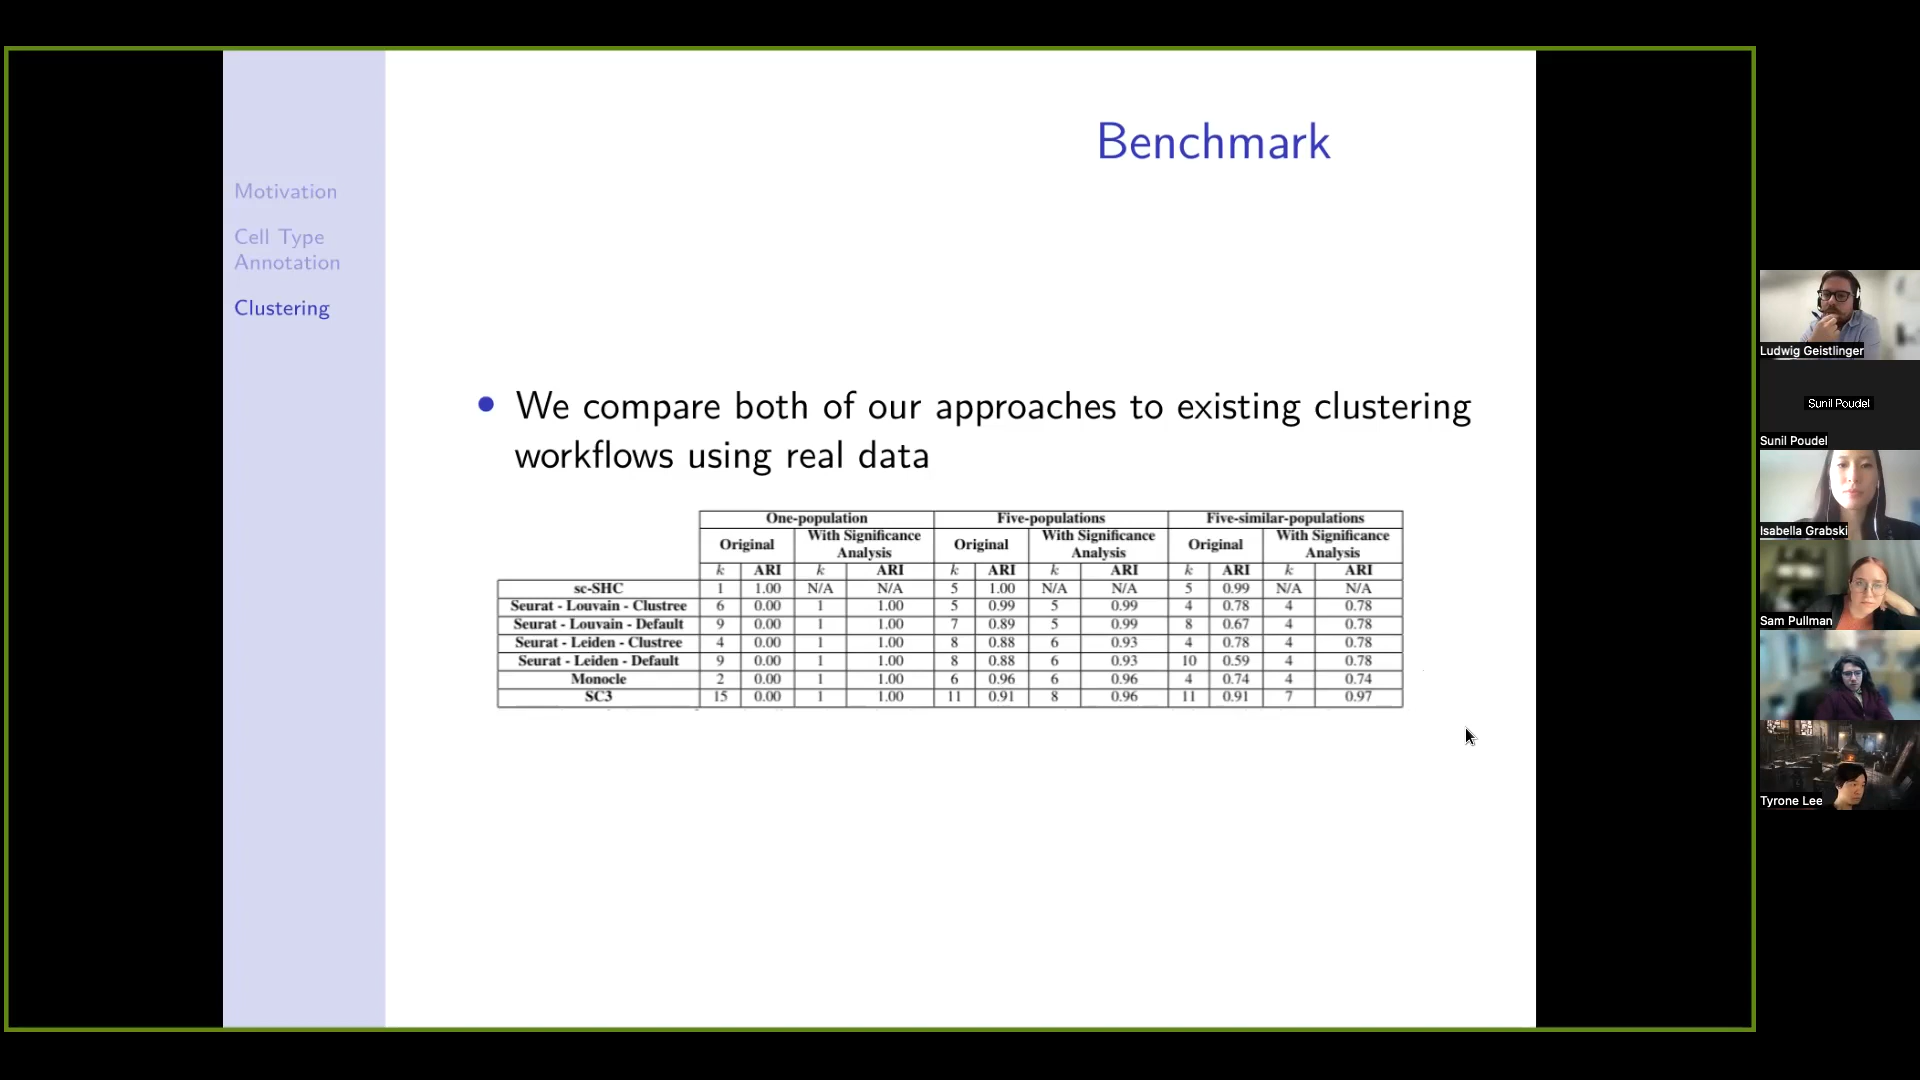 Benchmark
Motivation
Cell Type
Annotation
Clustering
• We compare both of our approaches to existing clustering
workflows using real data
One-population Five-populations Five-similar-populations
Original With Significance Analysis Original With Significance Analysis Original With Significance Analysis
k ARI k ARI k ARI k ARI k ARI k ARI
sc-SHC 1 1.00 N/A N/A 5 1.00 N/A N/A 5 0.99 N/A N/A
Seurat - Louvain - Clustree 6 0.00 1 1.00 5 0.99 5 0.99 4 0.78 4 0.78
Seurat - Louvain - Default 9 0.00 1 1.00 7 0.89 5 0.99 8 0.67 4 0.78
Seurat - Leiden - Clustree 4 0.00 1 1.00 8 0.88 6 0.93 4 0.78 4 0.78
Seurat - Leiden - Default 9 0.00 1 1.00 8 0.88 6 0.93 10 0.59 4 0.78
Monocle 2 0.00 1 1.00 6 0.96 6 0.96 4 0.74 4 0.74
SC3 15 0.00 1 1.00 11 0.91 8 0.96 11 0.91 7 0.97
Ludwig Geistlinger
Sunil Poudel
Sunil Poudel
Isabella Grabski
Sam Pullman
Tyrone Lee